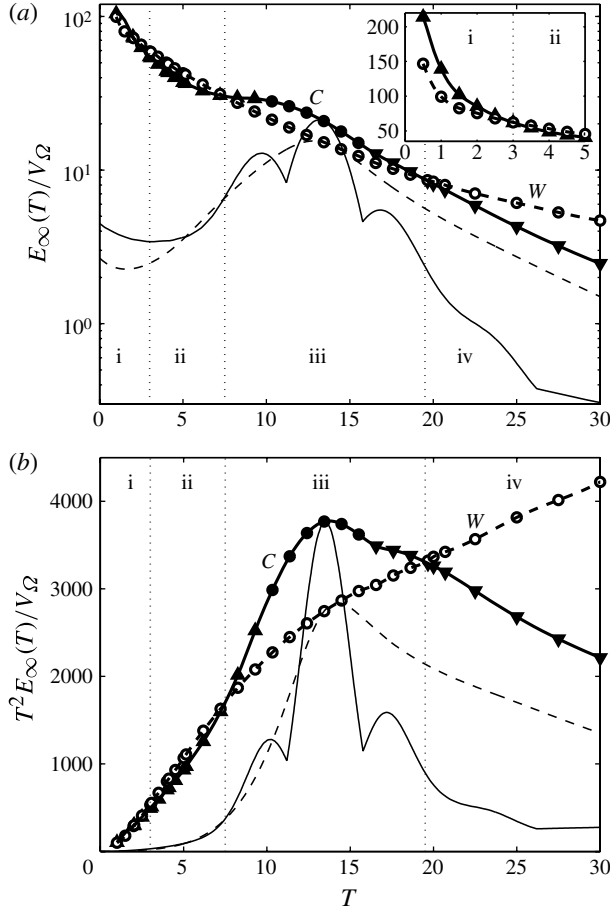 (a)
10²
10¹
10⁰
E∞(T)/V_Ω
200
150
100
50
i
ii
0 1 2 3 4 5
C
W
i
ii
iii
iv
0 5 10 15 20 25 30
(b)
4000
3000
2000
1000
0
T²E∞(T)/V_Ω
i
ii
iii
iv
C
W
0 5 10 15 20 25 30
T